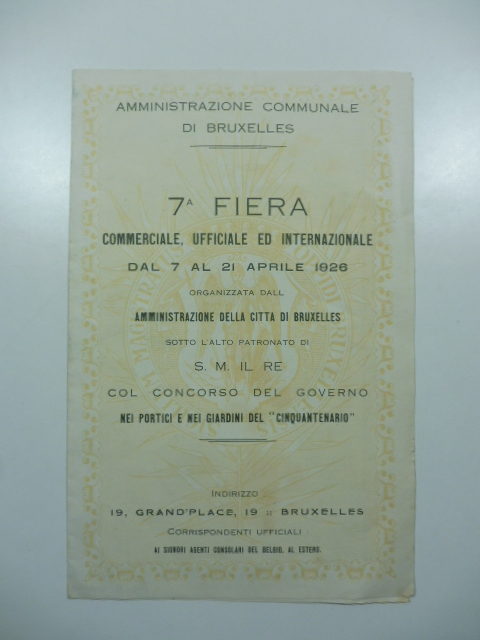 AMMINISTRAZIONE COMMUNALE
DI BRUXELLES
7A FIERA
COMMERCIALE, UFFICIALE ED INTERNAZIONALE
DAL 7 AL 21 APRILE 1926
ORGANIZZATA DALL
AMMINISTRAZIONE DELLA CITTA DI BRUXELLES
SOTTO L'ALTO PATRONATO DI
S. M. IL RE
COL CONCORSO DEL GOVERNO
NEI PORTICI E NEI GIARDINI DEL "CINQUANTENARIO"
INDIRIZZO
19, GRAND'PLACE, 19 :: BRUXELLES
CORRISPONDENTI UFFICIALI
AI SIGNORI AGENTI CONSOLARI DEL BELGIO, AL ESTERO.